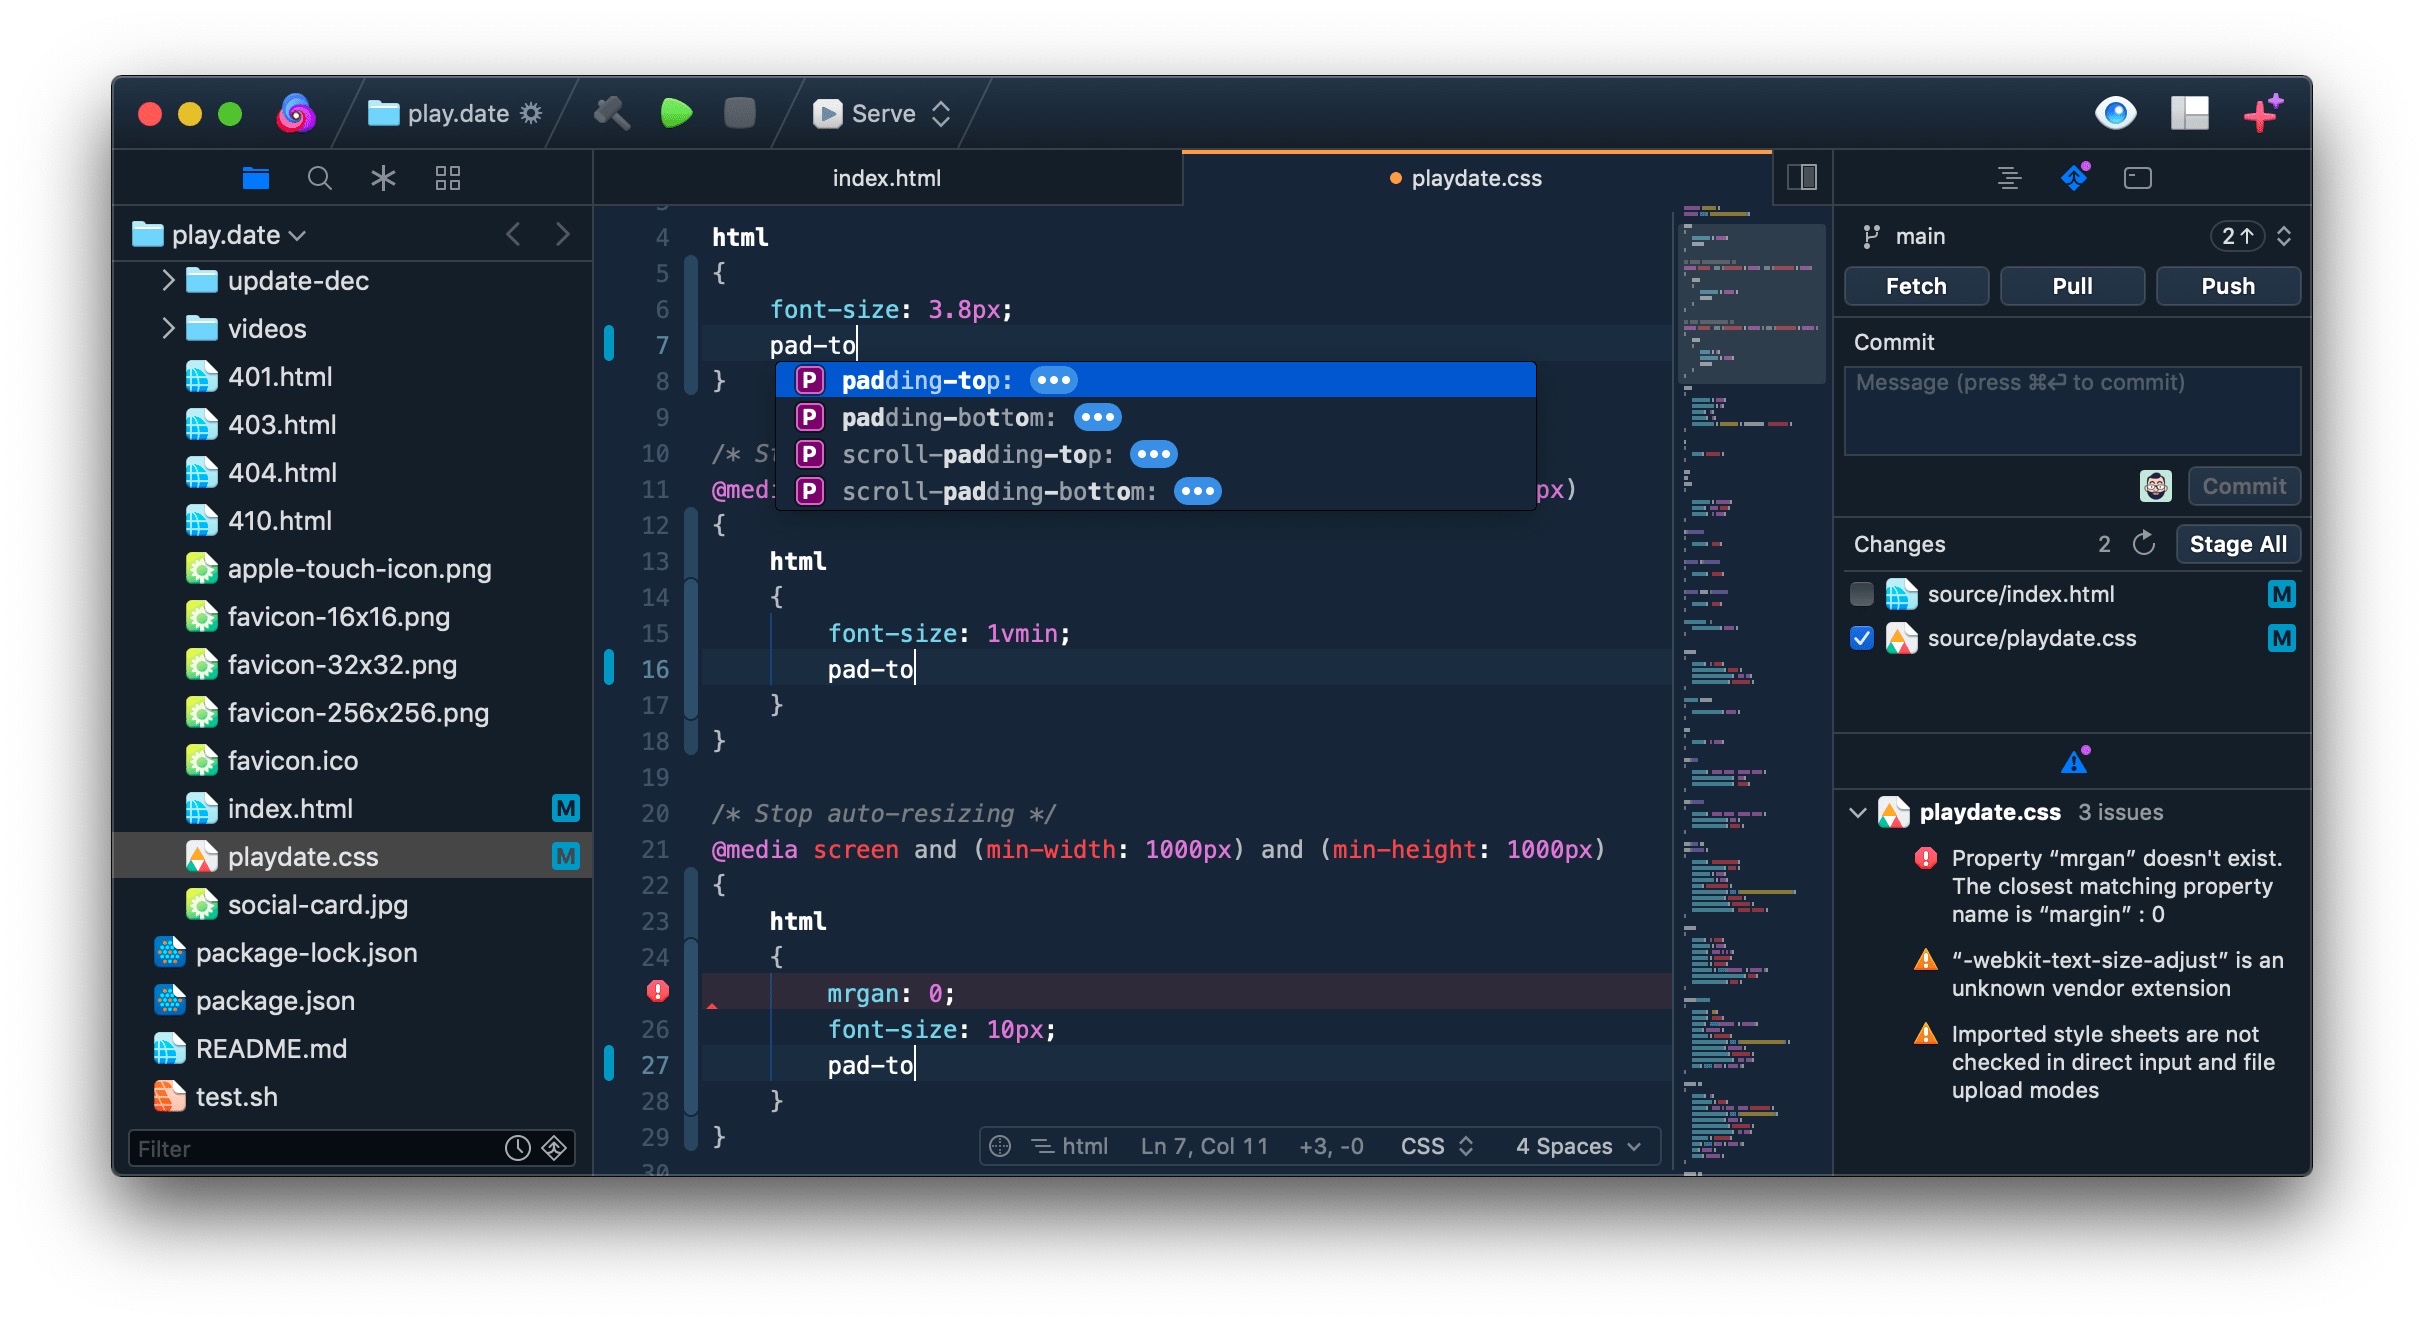 play.date
Serve
index.html
playdate.css
play.date
update-dec
videos
401.html
403.html
404.html
410.html
apple-touch-icon.png
favicon-16x16.png
favicon-32x32.png
favicon-256x256.png
favicon.ico
index.html M
playdate.css M
social-card.jpg
package-lock.json
package.json
README.md
test.sh
Filter
4 html
5 {
6 font-size: 3.8px;
7 pad-to
8 }
P padding-top: •••
P padding-bottom: •••
P scroll-padding-top: •••
P scroll-padding-bottom: •••
9
10 /*
11 px)
12 {
13 html
14 {
15 font-size: 1vmin;
16 pad-to
17 }
18 }
19
20 /* Stop auto-resizing */
21 @media screen and (min-width: 1000px) and (min-height: 1000px)
22 {
23 html
24 {
mrgan: 0;
26 font-size: 10px;
27 pad-to
28 }
29 }
30
html Ln 7, Col 11 +3, -0 CSS 4 Spaces
main 2↑
Fetch Pull Push
Commit
Message (press ⌘↩ to commit)
Commit
Changes 2 Stage All
source/index.html M
source/playdate.css M
playdate.css 3 issues
Property “mrgan” doesn't exist.
The closest matching property
name is “margin” : 0
“-webkit-text-size-adjust” is an
unknown vendor extension
Imported style sheets are not
checked in direct input and file
upload modes